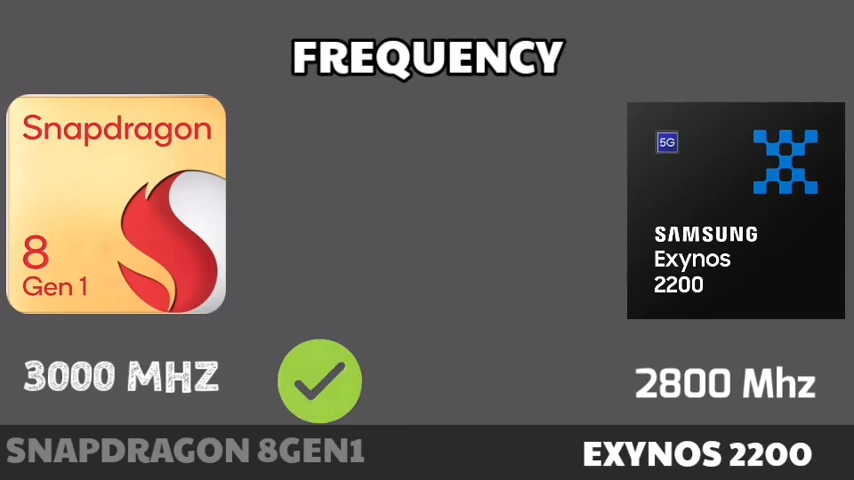 FREQUENCY
Snapdragon
8
Gen 1
5G
SAMSUNG
Exynos
2200
3000 MHZ
2800 Mhz
SNAPDRAGON 8GEN1
EXYNOS 2200